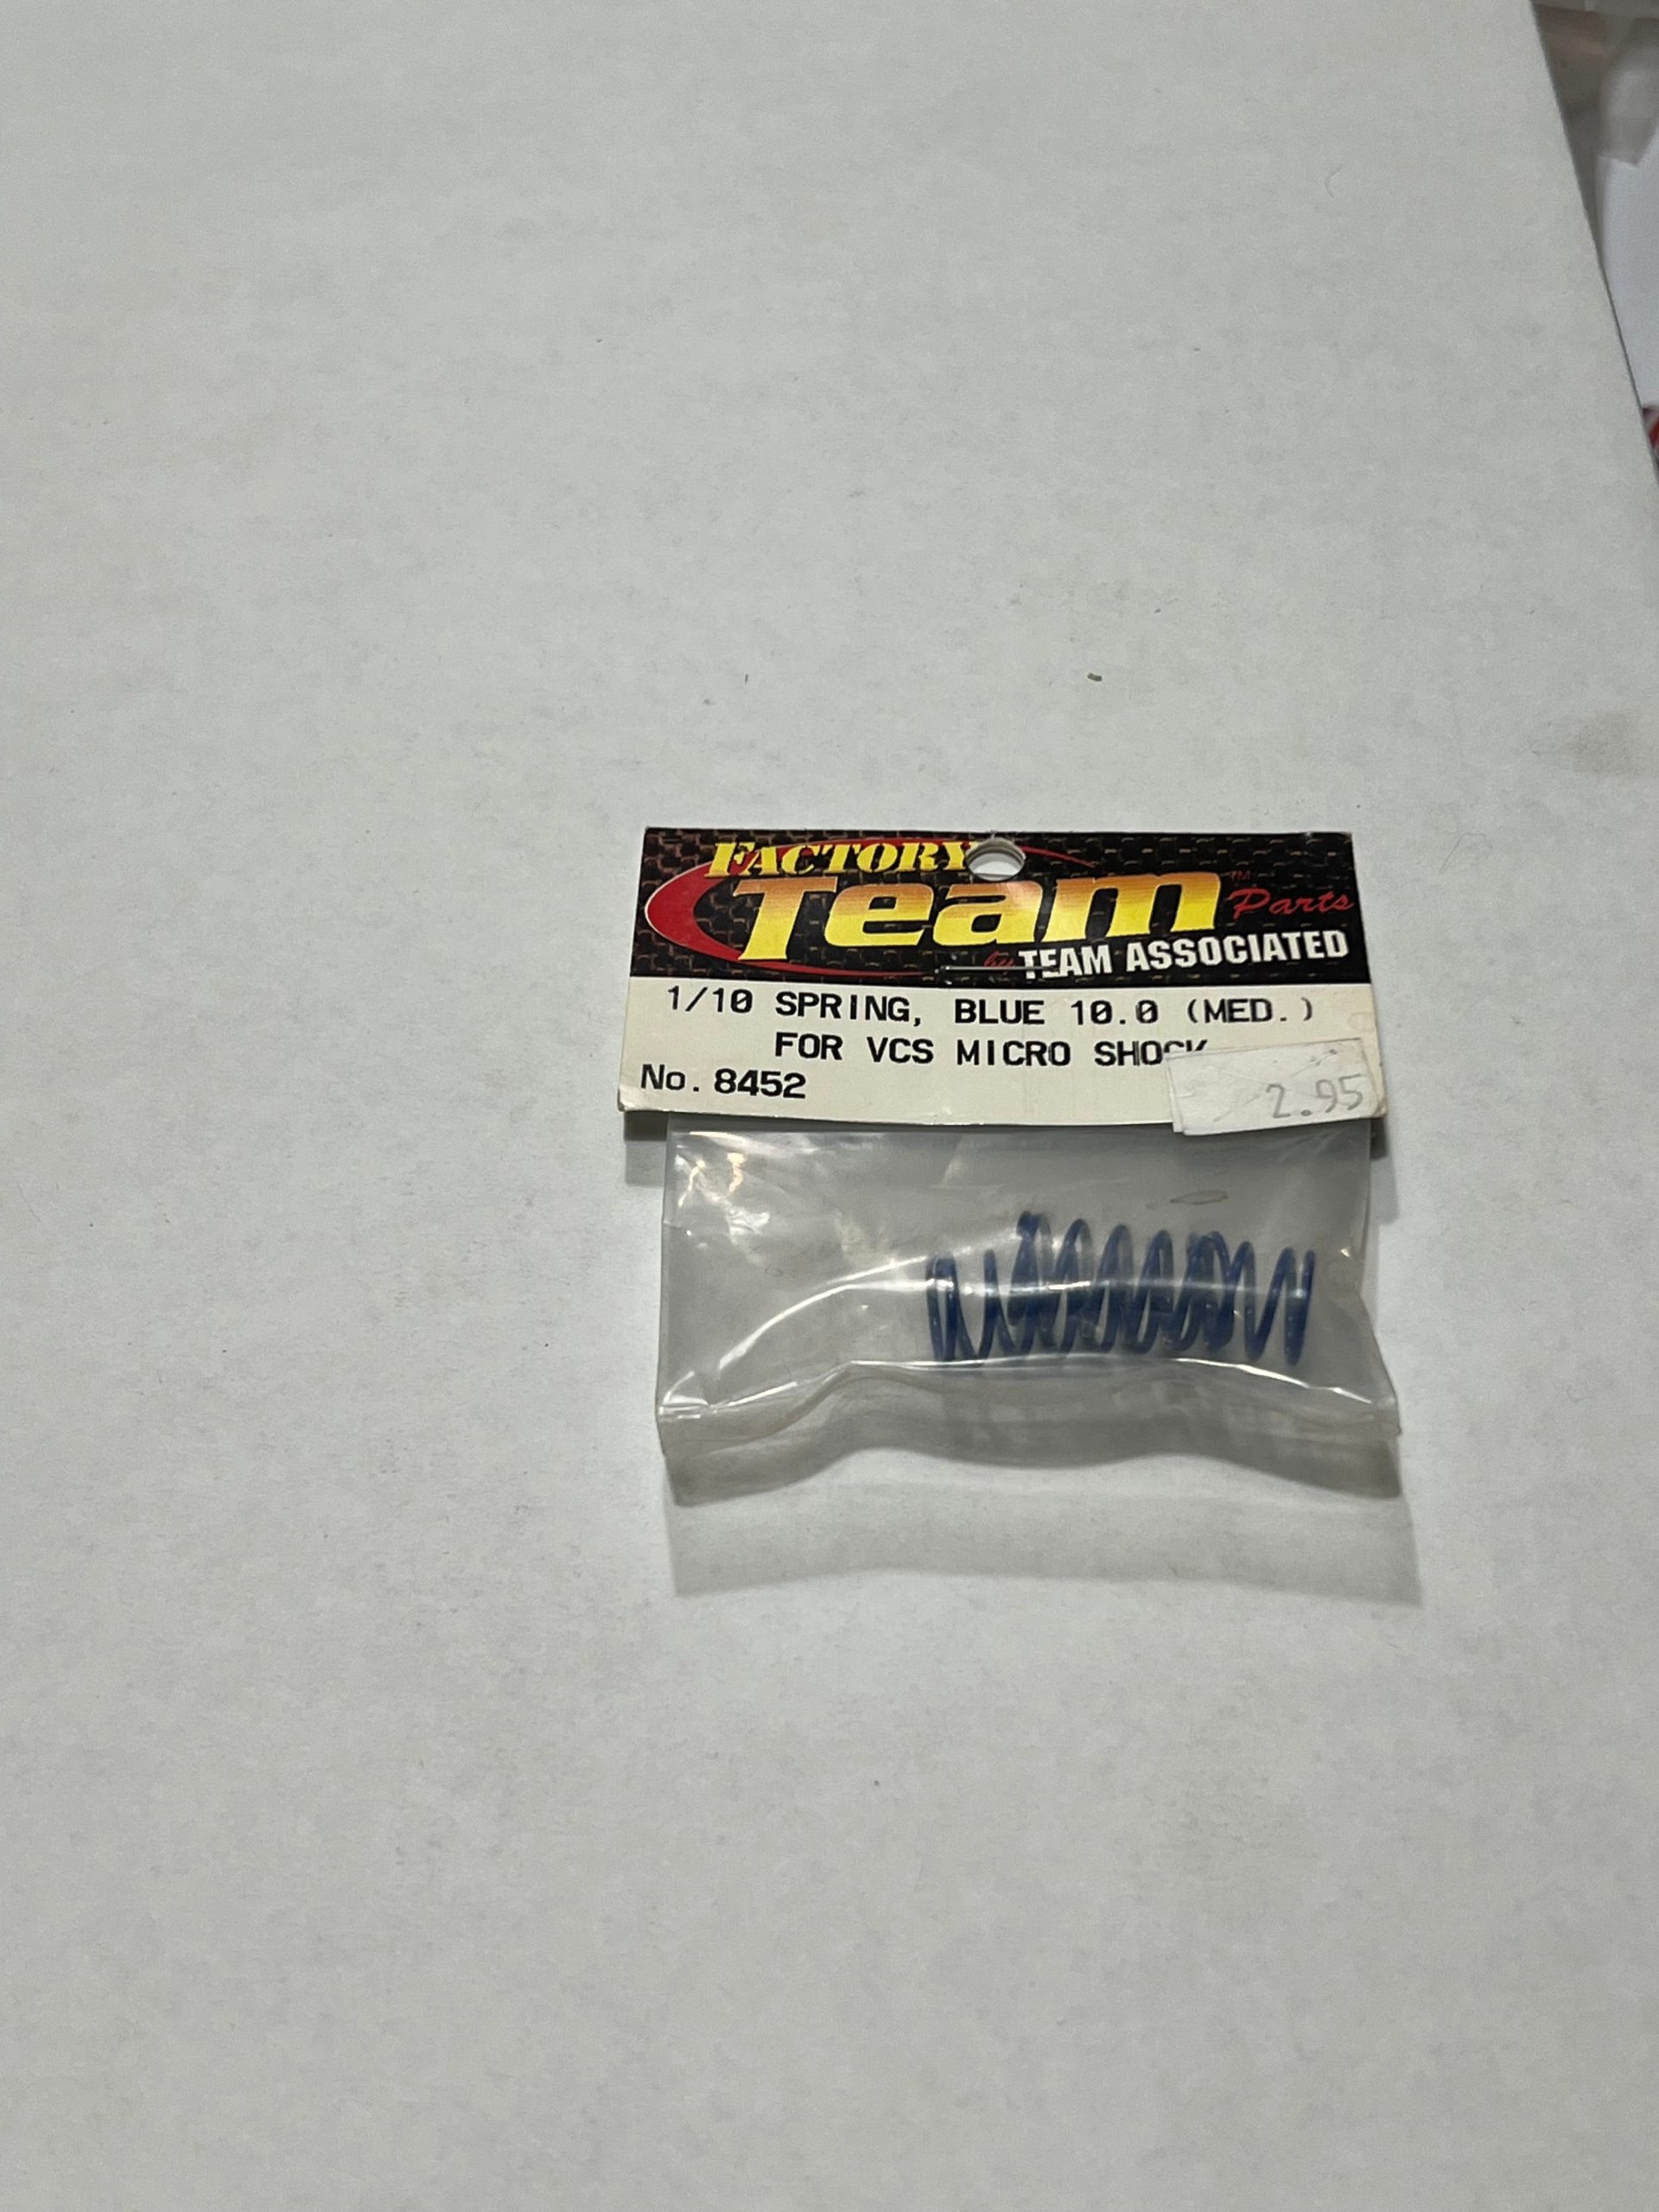 FACTORY
Team™ Parts
by TEAM ASSOCIATED
1/10 SPRING, BLUE 10.0 (MED.)
FOR VCS MICRO SHOCK
No. 8452
2.95